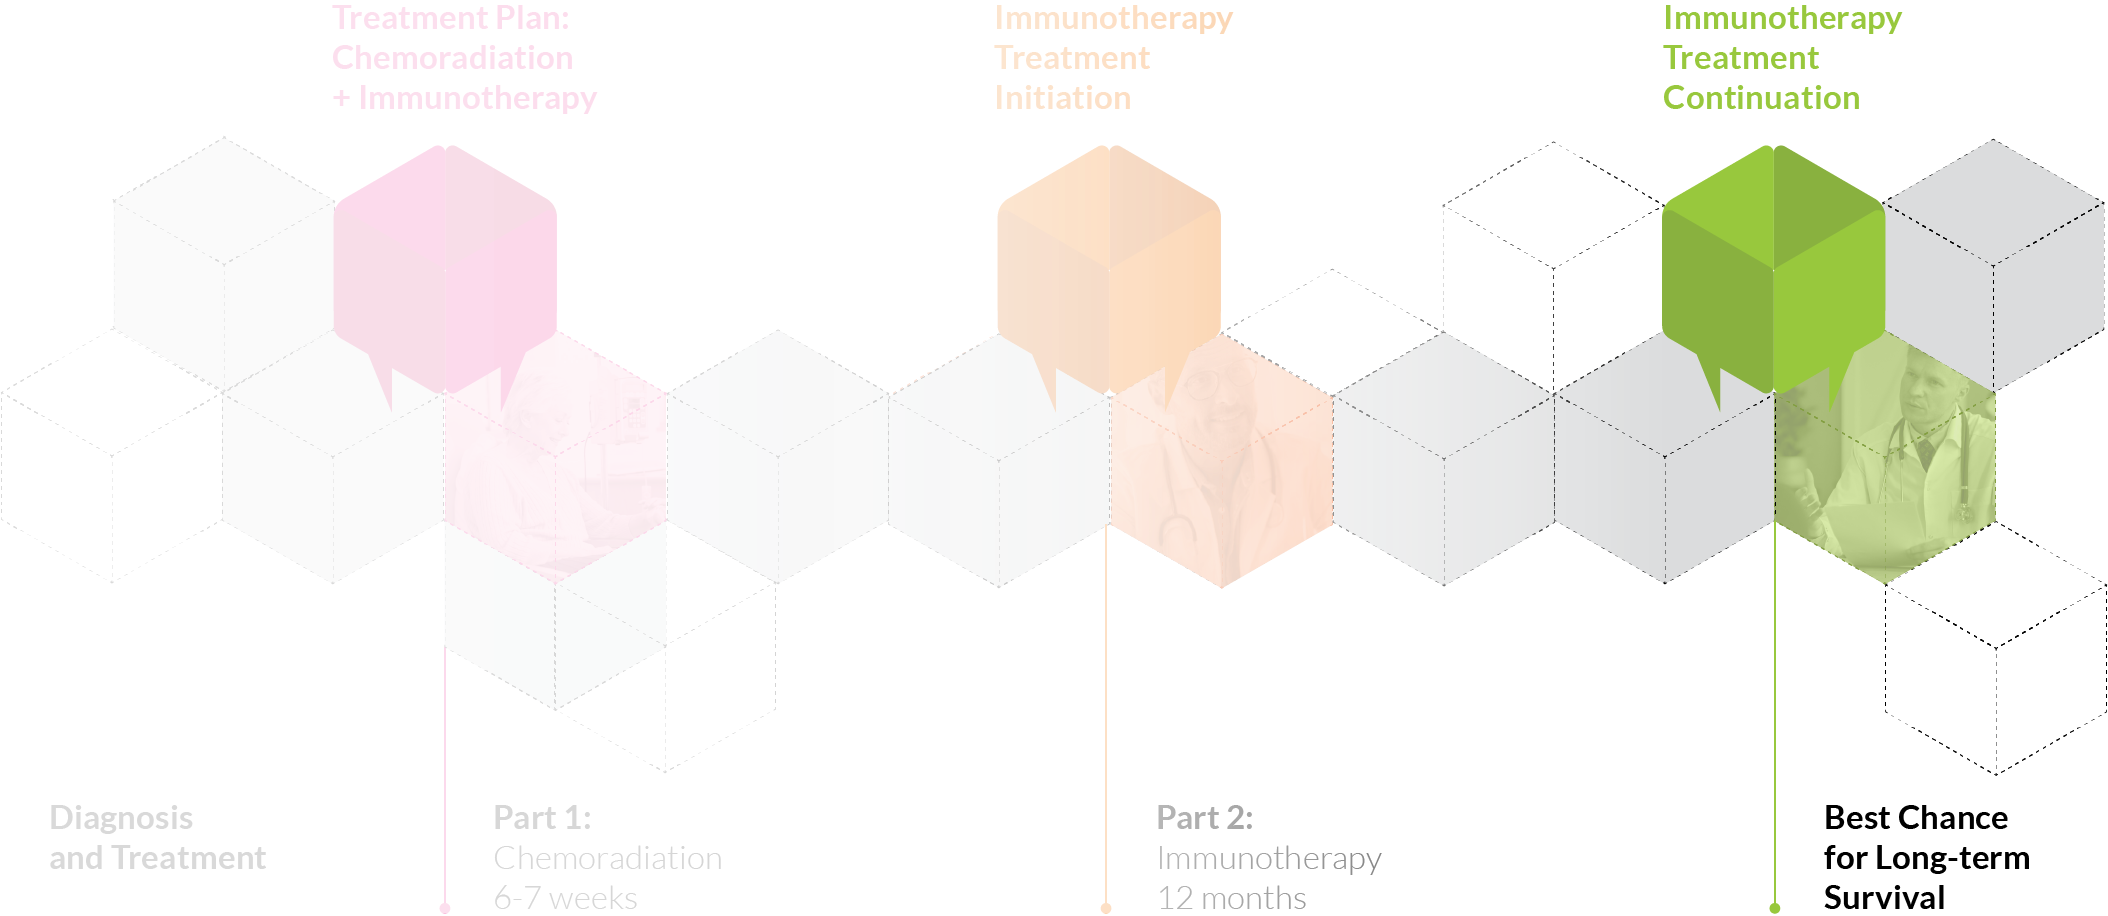 Treatment Plan:
Chemoradiation
+ Immunotherapy
Immunotherapy
Treatment
Initiation
Immunotherapy
Treatment
Continuation
Diagnosis
and Treatment
Part 1:
Chemoradiation
6-7 weeks
Part 2:
Immunotherapy
12 months
Best Chance
for Long-term
Survival